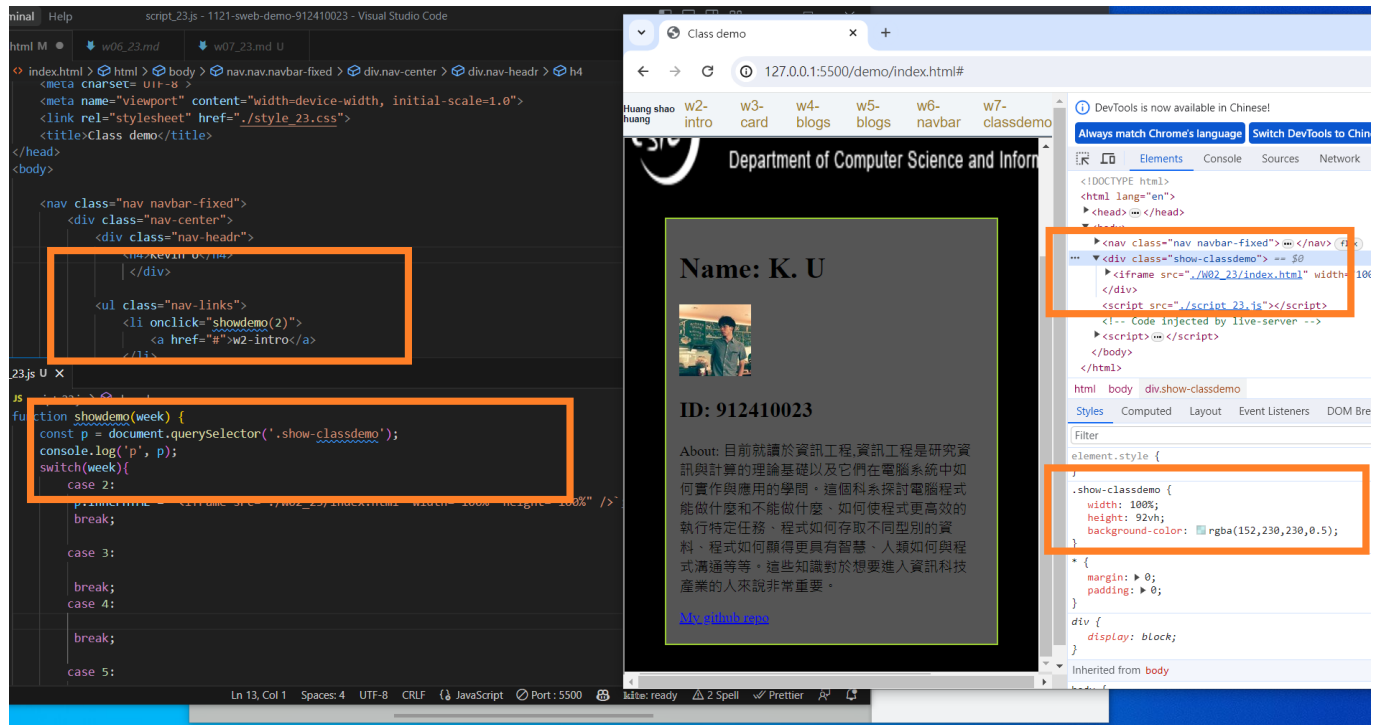 minal Help script_23.js - 1121-sweb-demo-912410023 - Visual Studio Code
html M ● w06_23.md w07_23.md U
index.html > html > body > nav.nav.navbar-fixed > div.nav-center > div.nav-headr > h4
<meta charset="UTF-8">
<meta name="viewport" content="width=device-width, initial-scale=1.0">
<link rel="stylesheet" href="./style_23.css">
<title>Class demo</title>
</head>
<body>
<nav class="nav navbar-fixed">
<div class="nav-center">
<div class="nav-headr">
<h4>Kevin U</h4>
</div>
<ul class="nav-links">
<li onclick="showdemo(2)">
<a href="#">w2-intro</a>
</li>
_23.js U ×
function showdemo(week) {
const p = document.querySelector('.show-classdemo');
console.log('p', p);
switch(week){
case 2:
p.innerHTML = `<iframe src="./W02_23/index.html" width="100%" height="100%" />`
break;
case 3:
break;
case 4:
break;
case 5:
Ln 13, Col 1 Spaces: 4 UTF-8 CRLF JavaScript Port : 5500 kite: ready 2 Spell Prettier
Class demo × +
127.0.0.1:5500/demo/index.html#
Huang shao huang
w2-intro w3-card w4-blogs w5-blogs w6-navbar w7-classdemo
Department of Computer Science and Inform
Name: K. U
ID: 912410023
About: 目前就讀於資訊工程,資訊工程是研究資
訊與計算的理論基礎以及它們在電腦系統中如
何實作與應用的學問。這個科系探討電腦程式
能做什麼和不能做什麼、如何使程式更高效的
執行特定任務、程式如何存取不同型別的資
料、程式如何顯得更具有智慧、人類如何與程
式溝通等等。這些知識對於想要進入資訊科技
產業的人來說非常重要。
My github repo
DevTools is now available in Chinese!
Always match Chrome's language Switch DevTools to Chin
Elements Console Sources Network
<!DOCTYPE html>
<html lang="en">
<head> ••• </head>
<body>
<nav class="nav navbar-fixed"> ••• </nav> flex
••• <div class="show-classdemo"> == $0
<iframe src="./W02_23/index.html" width="100
</div>
<script src="./script_23.js"></script>
<!-- Code injected by live-server -->
<script> ••• </script>
</body>
</html>
html body div.show-classdemo
Styles Computed Layout Event Listeners DOM Bre
Filter
element.style {
}
.show-classdemo {
width: 100%;
height: 92vh;
background-color: rgba(152,230,230,0.5);
}
* {
margin: 0;
padding: 0;
}
div {
display: block;
}
Inherited from body